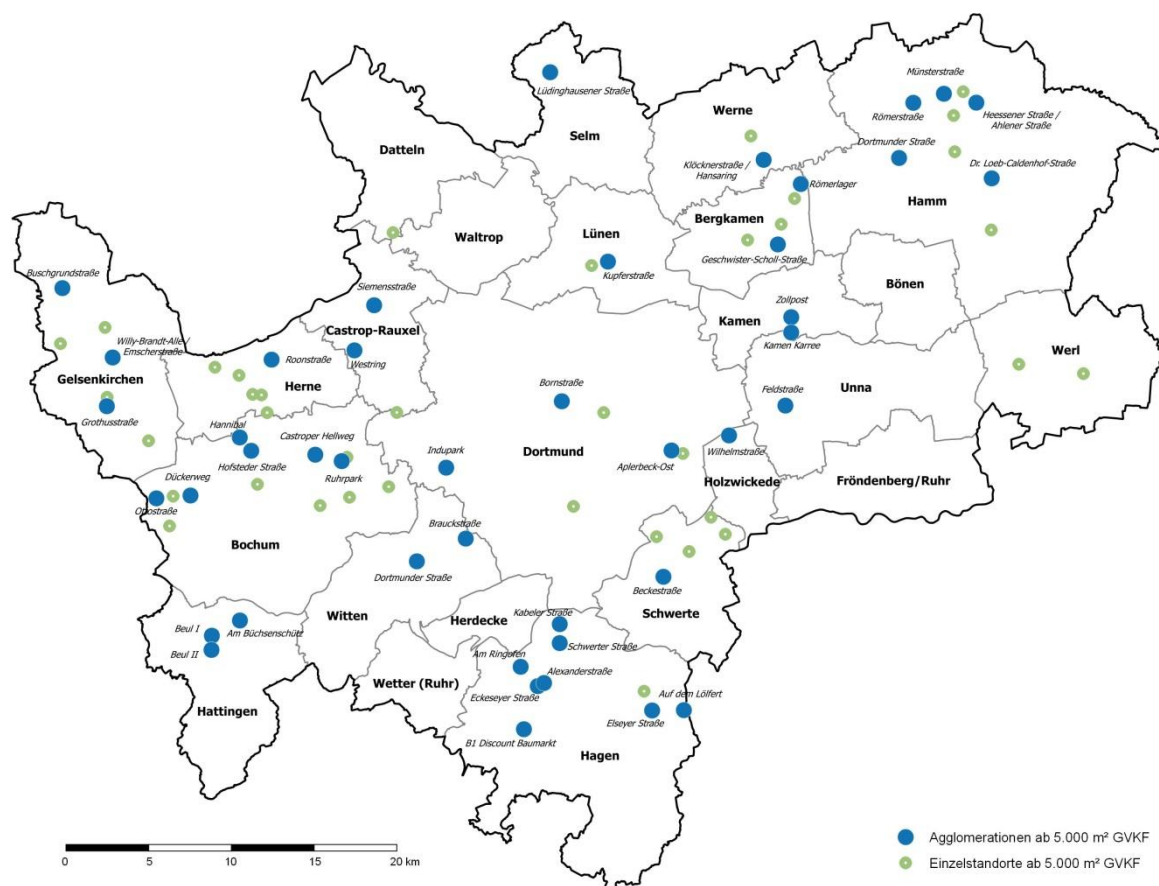 Lüdinghausener Straße
Selm
Werne
Klöcknerstraße /
Hansaring
Münsterstraße
Römerstraße
Heessener Straße /
Ahlener Straße
Dortmunder Straße
Dr. Loeb-Caldenhof-Straße
Hamm
Datteln
Waltrop
Lünen
Kupferstraße
Römerlager
Bergkamen
Geschwister-Scholl-Straße
Bönen
Buschgrundstraße
Siemensstraße
Castrop-Rauxel
Westring
Zollpost
Kamen
Kamen Karree
Werl
Willy-Brandt-Alle /
Emscherstraße
Gelsenkirchen
Grothusstraße
Roonstraße
Herne
Bornstraße
Feldstraße
Unna
Hannibal
Castroper Hellweg
Hofsteder Straße
Ruhrpark
Indupark
Dortmund
Aplerbeck-Ost
Wilhelmstraße
Holzwickede
Fröndenberg/Ruhr
Dückerweg
Ottostraße
Bochum
Brauckstraße
Dortmunder Straße
Witten
Beckestraße
Schwerte
Beul I
Am Büchsenschütz
Beul II
Hattingen
Herdecke
Kabeler Straße
Schwerter Straße
Wetter (Ruhr)
Am Ringofen
Alexanderstraße
Eckeseyer Straße
Auf dem Lölfert
Elseyer Straße
B1 Discount Baumarkt
Hagen
0 5 10 15 20 km
Agglomerationen ab 5.000 m² GVKF
Einzelstandorte ab 5.000 m² GVKF